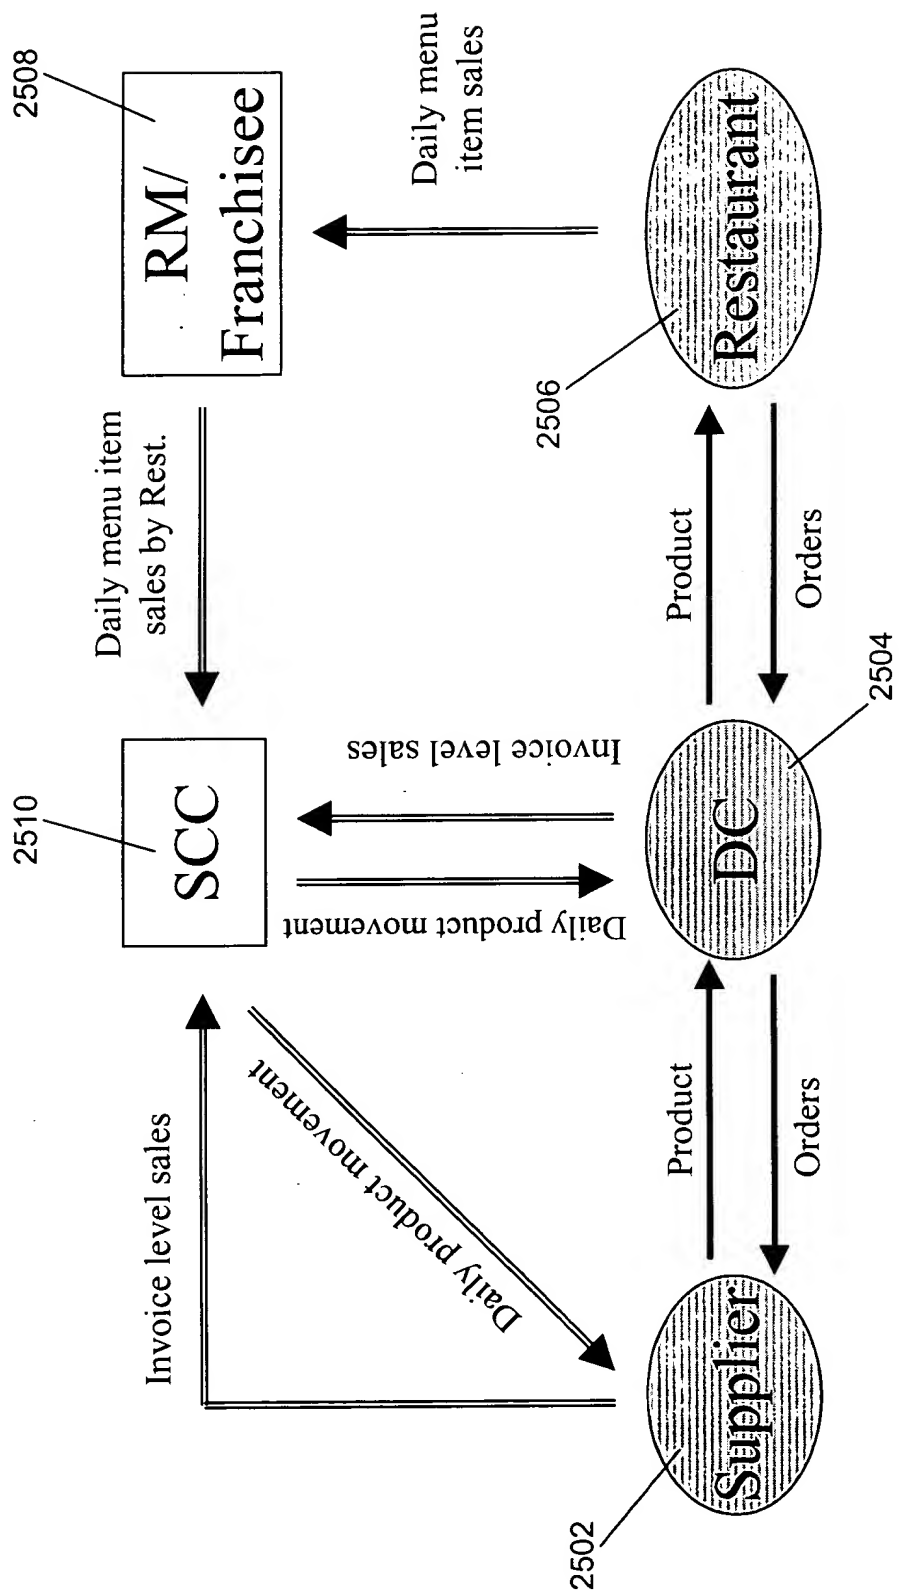 2510
2508
SCC
RM/
Franchisee
Daily menu item
sales by Rest.
Invoice level sales
Daily product movement
Daily product movement
Invoice level sales
Daily menu
item sales
2502
Supplier
Product
Orders
DC
2504
Product
Orders
2506
Restaurant